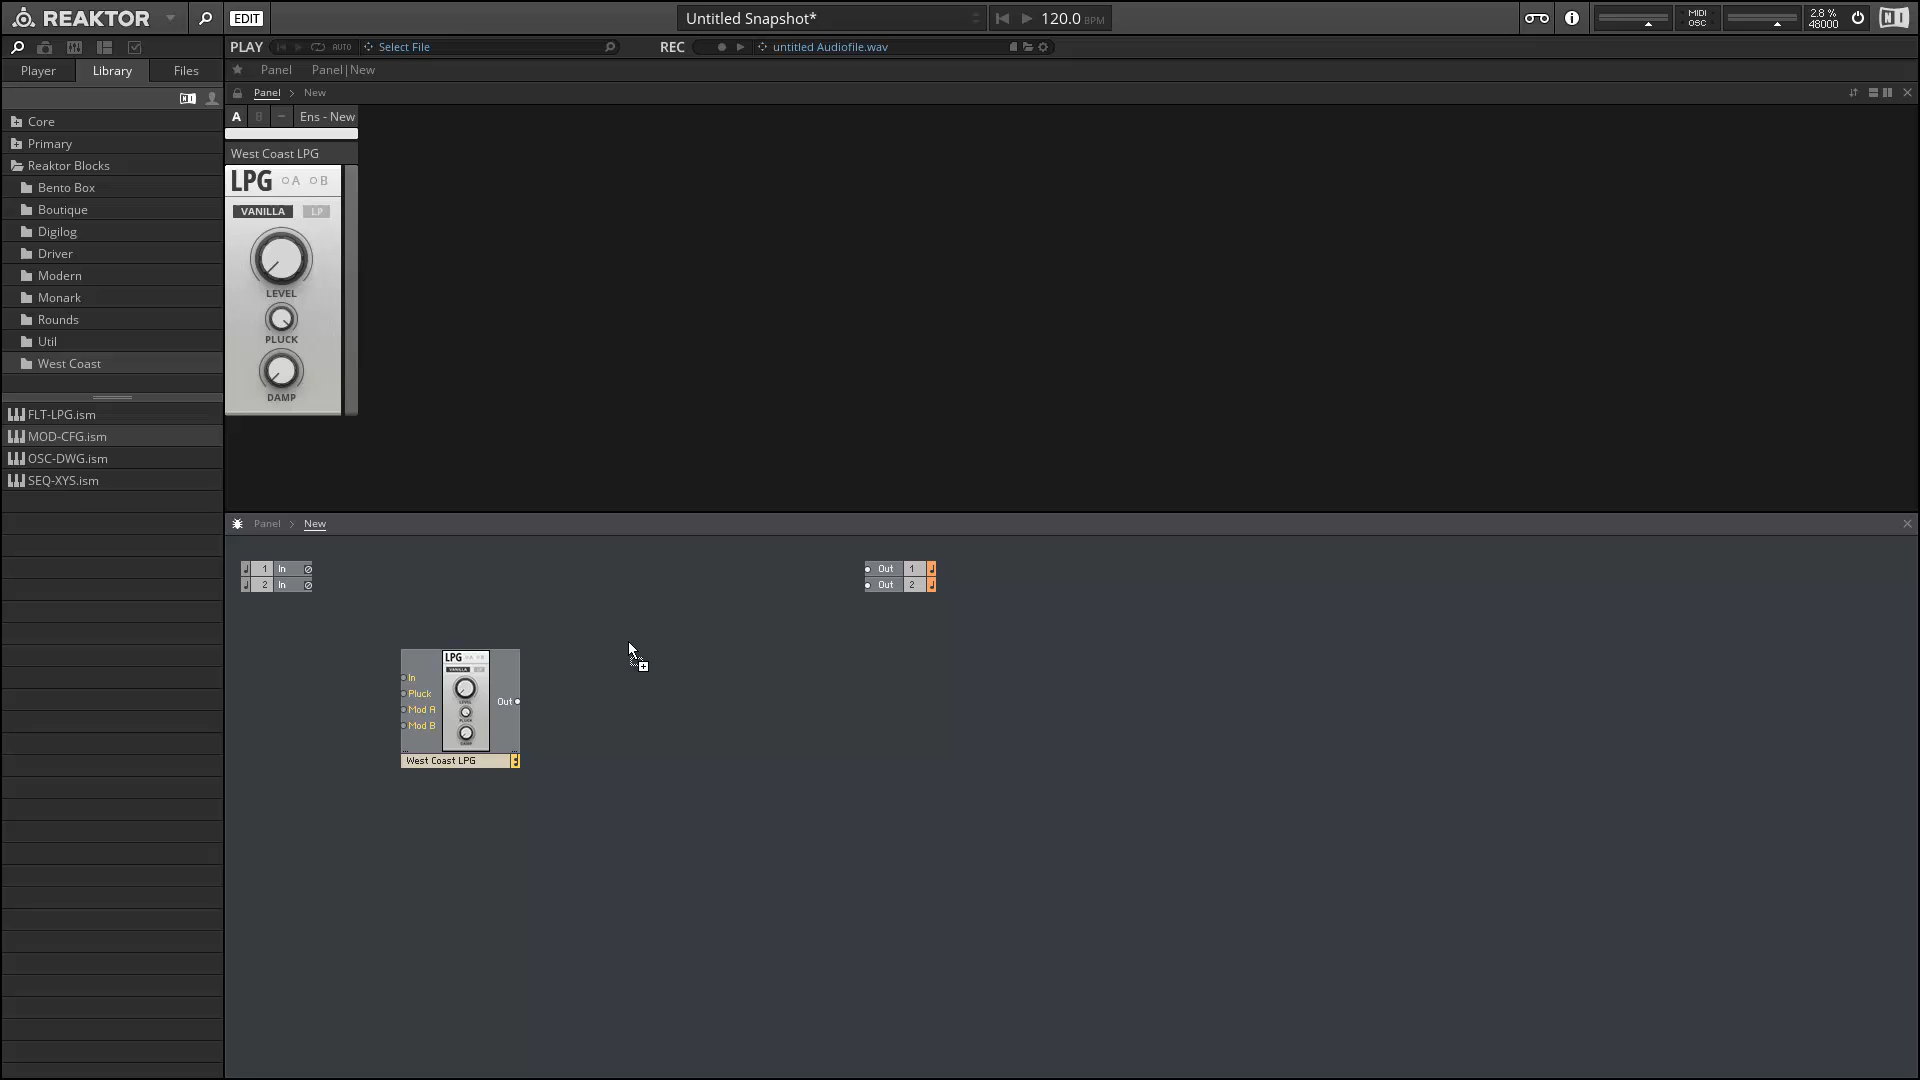 REAKTOR
EDIT
Untitled Snapshot*
120.0 BPM
MIDI
OSC
2.8 %
48000
NI
PLAY
AUTO
Select File
REC
untitled Audiofile.wav
Player
Library
Files
Panel
Panel|New
NI
Panel > New
Core
Primary
Reaktor Blocks
Bento Box
Boutique
Digilog
Driver
Modern
Monark
Rounds
Util
West Coast
FLT-LPG.ism
MOD-CFG.ism
OSC-DWG.ism
SEQ-XYS.ism
A B
Ens - New
West Coast LPG
LPG
A
B
VANILLA
LP
LEVEL
PLUCK
DAMP
Panel > New
1 In
2 In
Out 1
Out 2
LPG
VANILLA
In
Pluck
Mod A
Mod B
Out
West Coast LPG